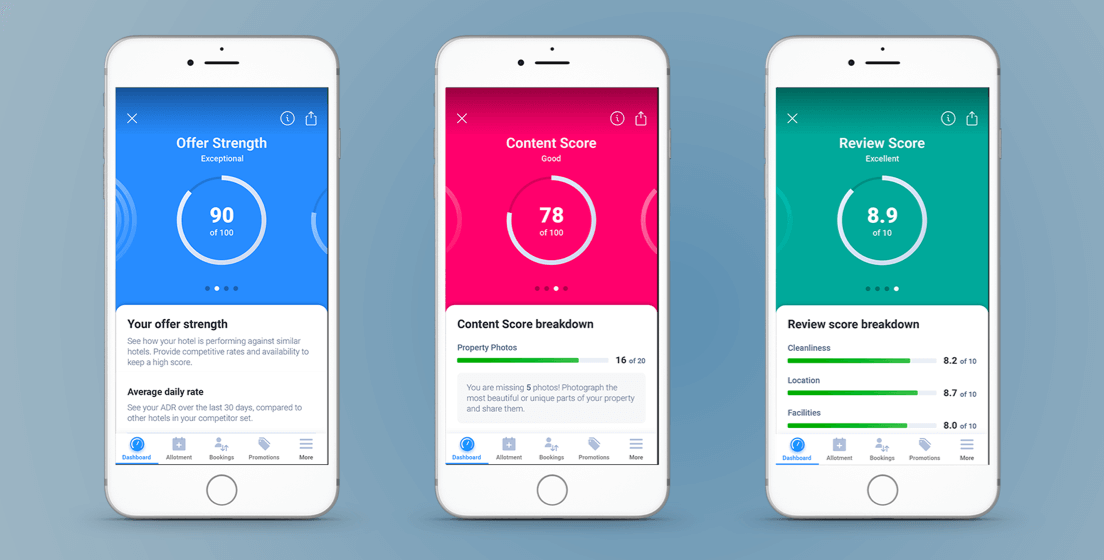 Offer Strength
Exceptional
90
of 100
Your offer strength
See how your hotel is performing against similar
hotels. Provide competitive rates and availability to
keep a high score.
Average daily rate
See your ADR over the last 30 days, compared to
other hotels in your competitor set.
Dashboard
Allotment
Bookings
Promotions
More
Content Score
Good
78
of 100
Content Score breakdown
Property Photos
16 of 20
You are missing 5 photos! Photograph the
most beautiful or unique parts of your property
and share them.
Dashboard
Allotment
Bookings
Promotions
More
Review Score
Excellent
8.9
of 10
Review score breakdown
Cleanliness
8.2 of 10
Location
8.7 of 10
Facilities
8.0 of 10
Dashboard
Allotment
Bookings
Promotions
More